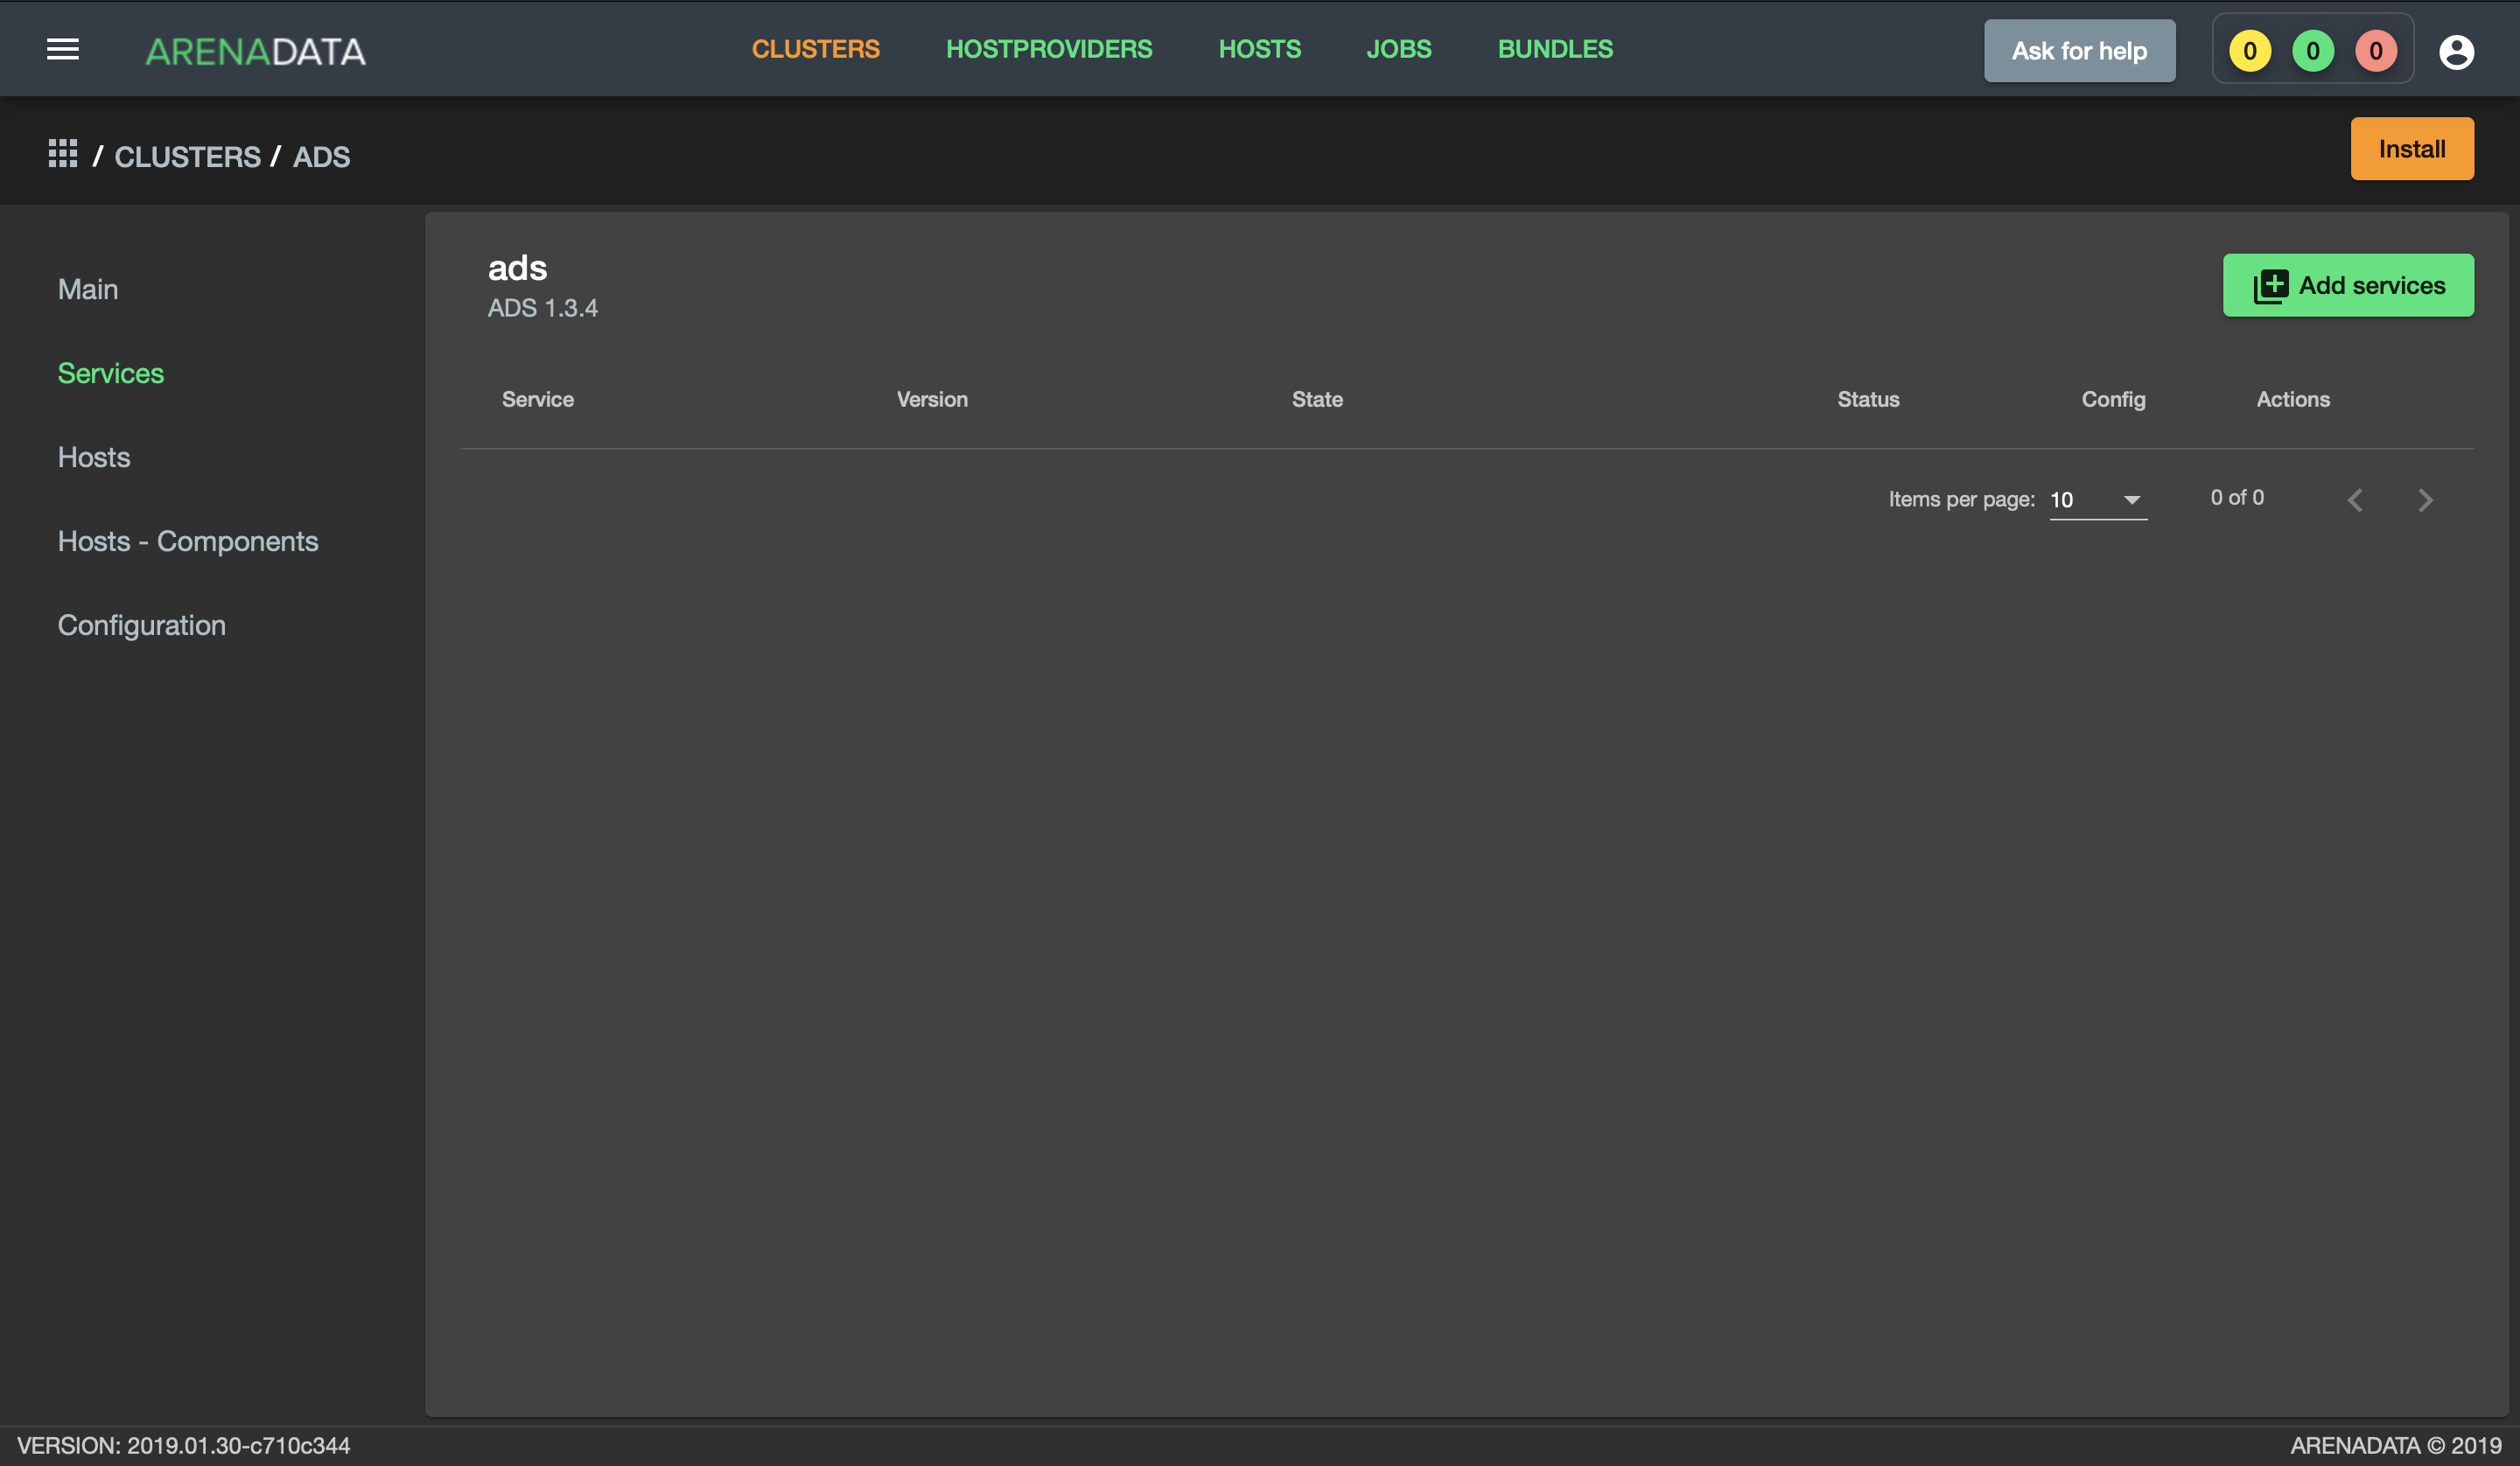 ARENADATA
CLUSTERS HOSTPROVIDERS HOSTS JOBS BUNDLES
Ask for help
0 0 0
/ CLUSTERS / ADS
Install
Main
Services
Hosts
Hosts - Components
Configuration
ads
ADS 1.3.4
Add services
Service Version State Status Config Actions
Items per page: 10 0 of 0
VERSION: 2019.01.30-c710c344
ARENADATA © 2019